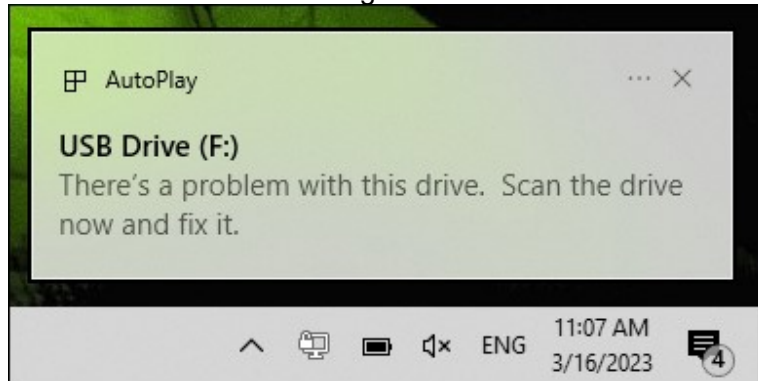 AutoPlay
USB Drive (F:)
There's a problem with this drive.  Scan the drive
now and fix it.
ENG
11:07 AM
3/16/2023
4